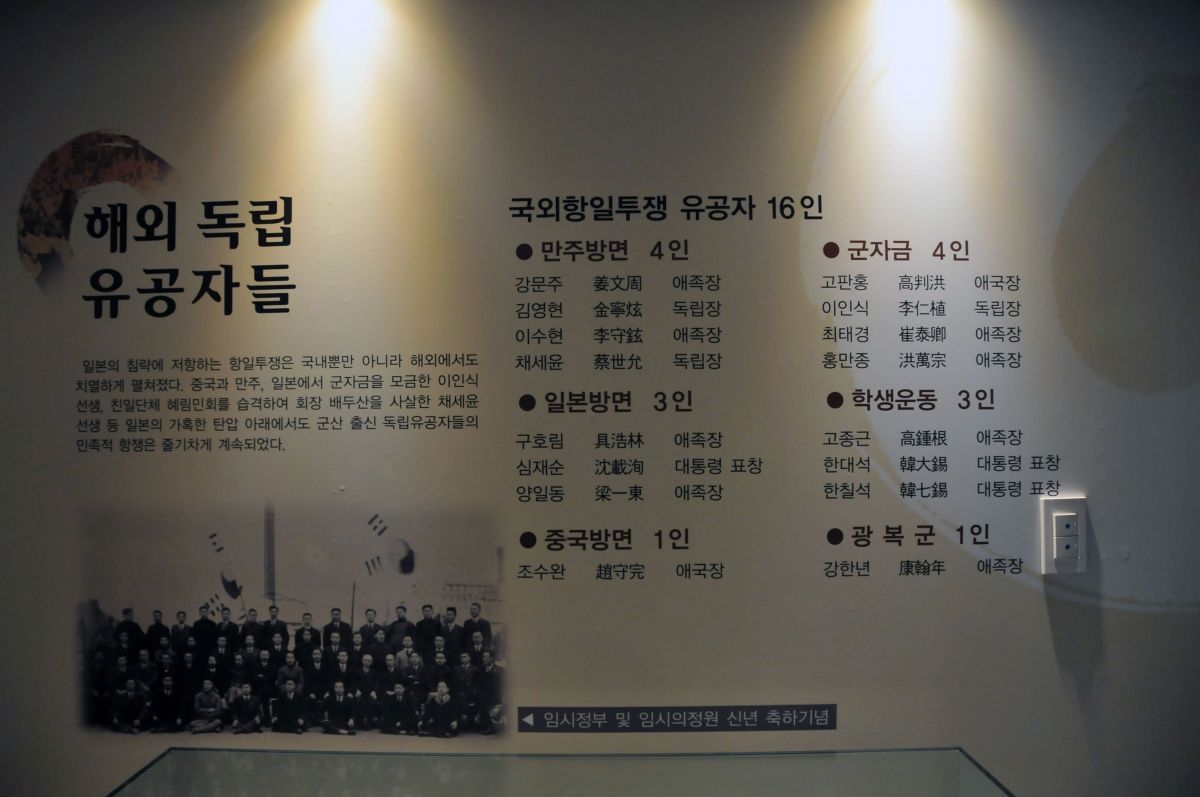 해외 독립
유공자들
일본의 침략에 저항하는 항일투쟁은 국내뿐만 아니라 해외에서도
치열하게 펼쳐졌다. 중국과 만주, 일본에서 군자금을 모금한 이인식
선생, 친일단체 혜림민회를 습격하여 회장 배두산을 사살한 채세윤
선생 등 일본의 가혹한 탄압 아래에서도 군산 출신 독립유공자들의
민족적 항쟁은 줄기차게 계속되었다.
국외항일투쟁 유공자 16인
● 만주방면 4인
강문주 姜文周 애족장
김영현 金寧炫 독립장
이수현 李守鉉 애족장
채세윤 蔡世允 독립장
● 일본방면 3인
구호림 具浩林 애족장
심재순 沈載洵 대통령 표창
양일동 梁一東 애족장
● 중국방면 1인
조수완 趙守完 애국장
● 군자금 4인
고판홍 高判洪 애국장
이인식 李仁植 독립장
최태경 崔泰卿 애족장
홍만종 洪萬宗 애족장
● 학생운동 3인
고종근 高鍾根 애족장
한대석 韓大錫 대통령 표창
한칠석 韓七錫 대통령 표창
● 광 복 군 1인
강한년 康翰年 애족장
◀ 임시정부 및 임시의정원 신년 축하기념